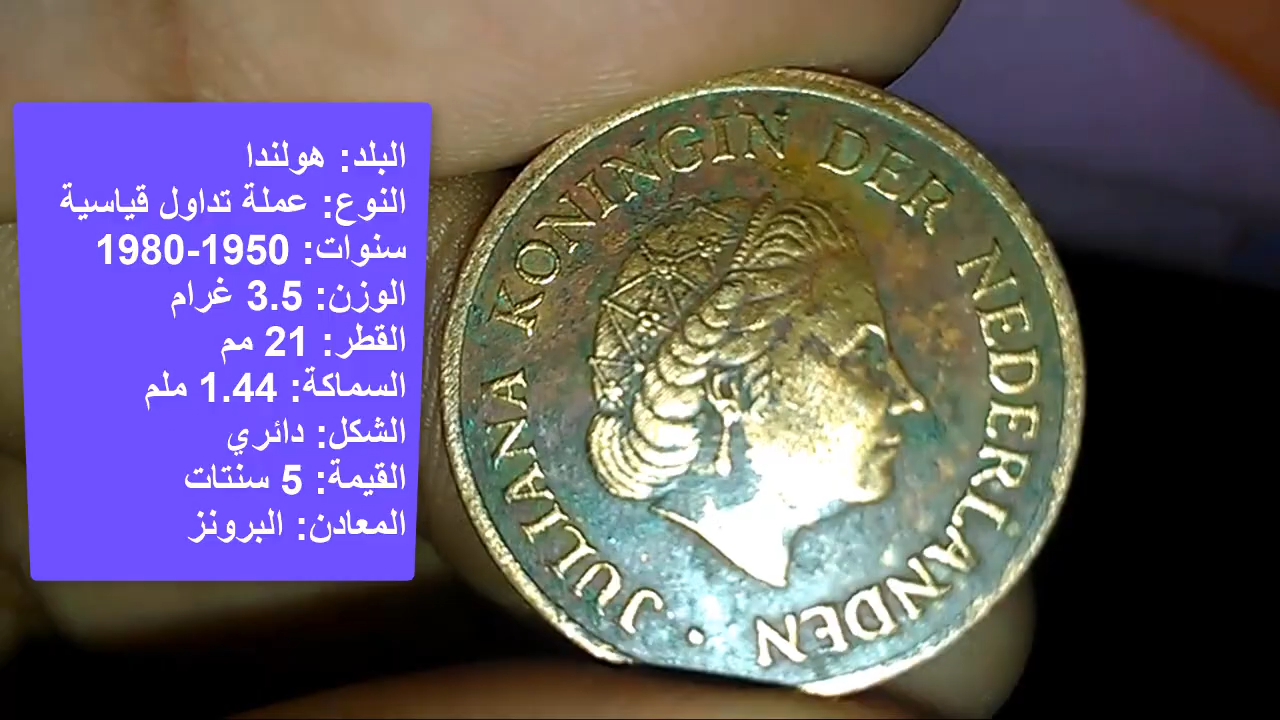 البلد: هولندا
النوع: عملة تداول قياسية
سنوات: 1950-1980
الوزن: 3.5 غرام
القطر: 21 مم
السماكة: 1.44 ملم
الشكل: دائري
القيمة: 5 سنتات
المعادن: البرونز
JULIANA KONINGIN DER NEDERLANDEN ·